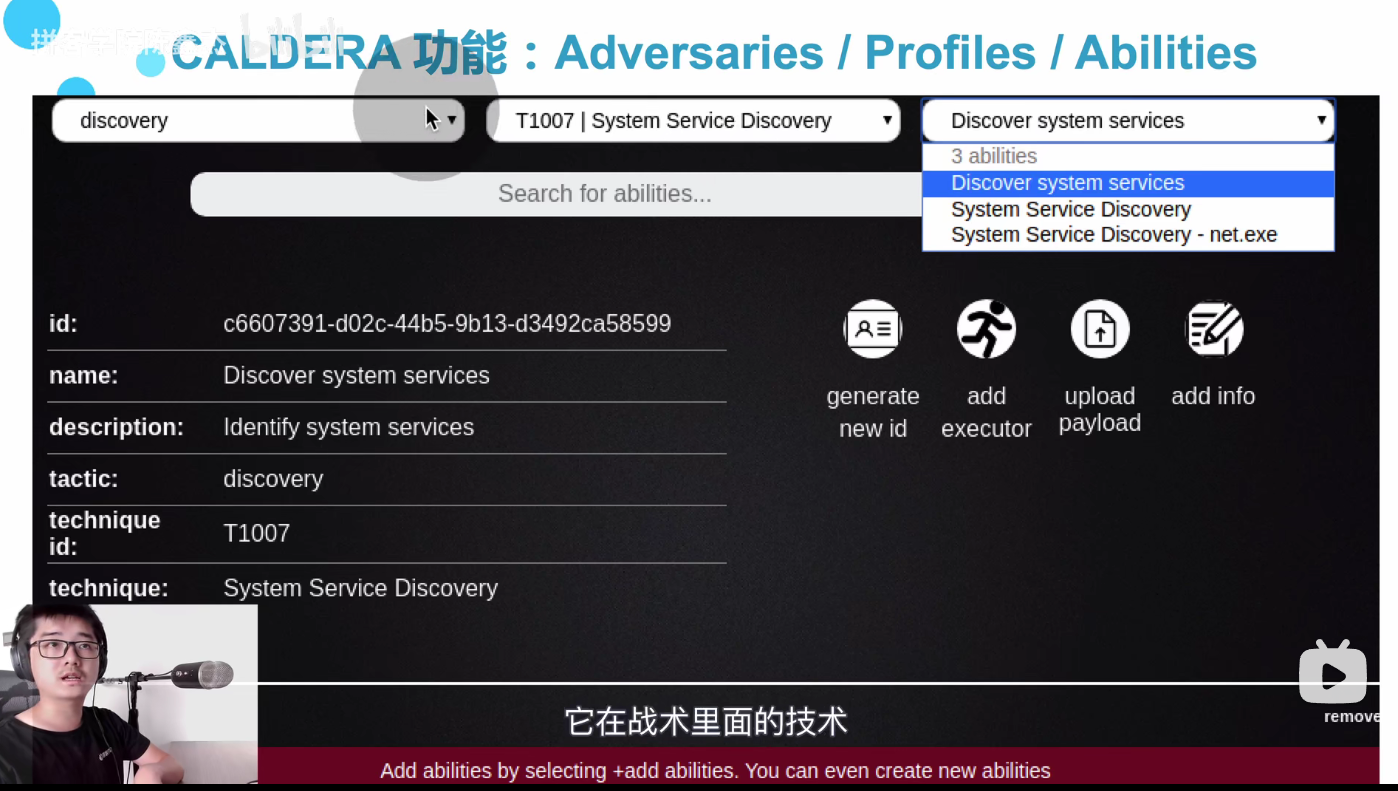 CALDERA 功能：Adversaries / Profiles / Abilities
discovery
T1007 | System Service Discovery
Discover system services
3 abilities
Discover system services
System Service Discovery
System Service Discovery - net.exe
Search for abilities...
id: c6607391-d02c-44b5-9b13-d3492ca58599
name: Discover system services
description: Identify system services
tactic: discovery
technique
id: T1007
technique: System Service Discovery
generate
new id
add
executor
upload
payload
add info
remove
它在战术里面的技术
Add abilities by selecting +add abilities. You can even create new abilities